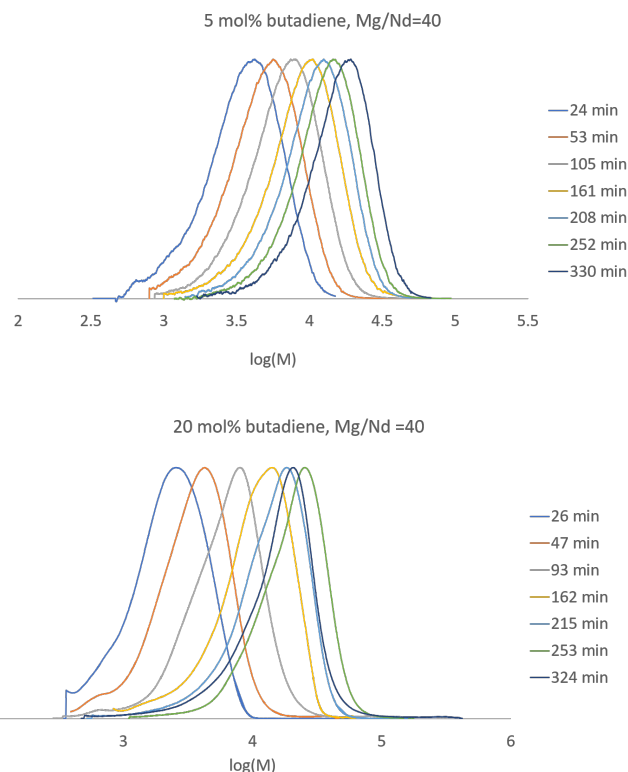 5 mol% butadiene, Mg/Nd=40
24 min
53 min
105 min
161 min
208 min
252 min
330 min
2 2.5 3 3.5 4 4.5 5 5.5
log(M)
20 mol% butadiene, Mg/Nd =40
26 min
47 min
93 min
162 min
215 min
253 min
324 min
3 4 5 6
log(M)